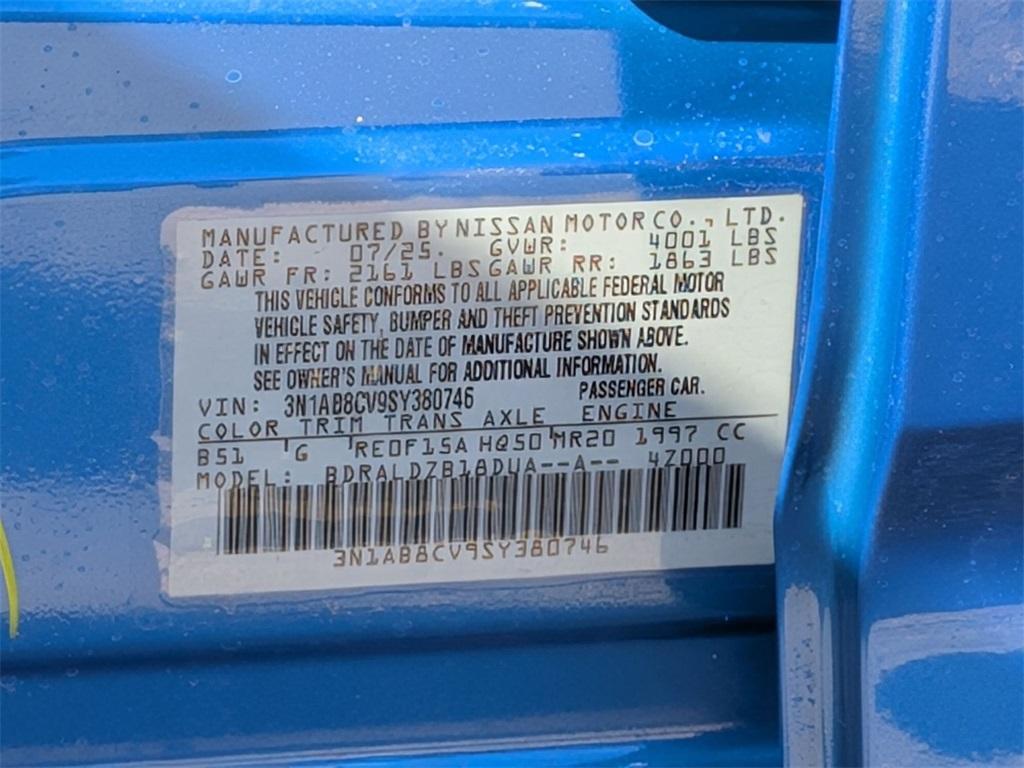 MANUFACTURED BY NISSAN MOTOR CO., LTD.
DATE: 07/25. GVWR: 4001 LBS
GAWR FR: 2161 LBS GAWR RR: 1863 LBS
THIS VEHICLE CONFORMS TO ALL APPLICABLE FEDERAL MOTOR
VEHICLE SAFETY, BUMPER AND THEFT PREVENTION STANDARDS
IN EFFECT ON THE DATE OF MANUFACTURE SHOWN ABOVE.
SEE OWNER'S MANUAL FOR ADDITIONAL INFORMATION.
VIN: 3N1AB8CV9SY380746 PASSENGER CAR.
COLOR TRIM TRANS AXLE ENGINE
B51 'G 'RE0F15A HQ50'MR20 1997 CC
MODEL: BDRALDZB18DUA--A-- 4Z000
3N1AB8CV9SY380746